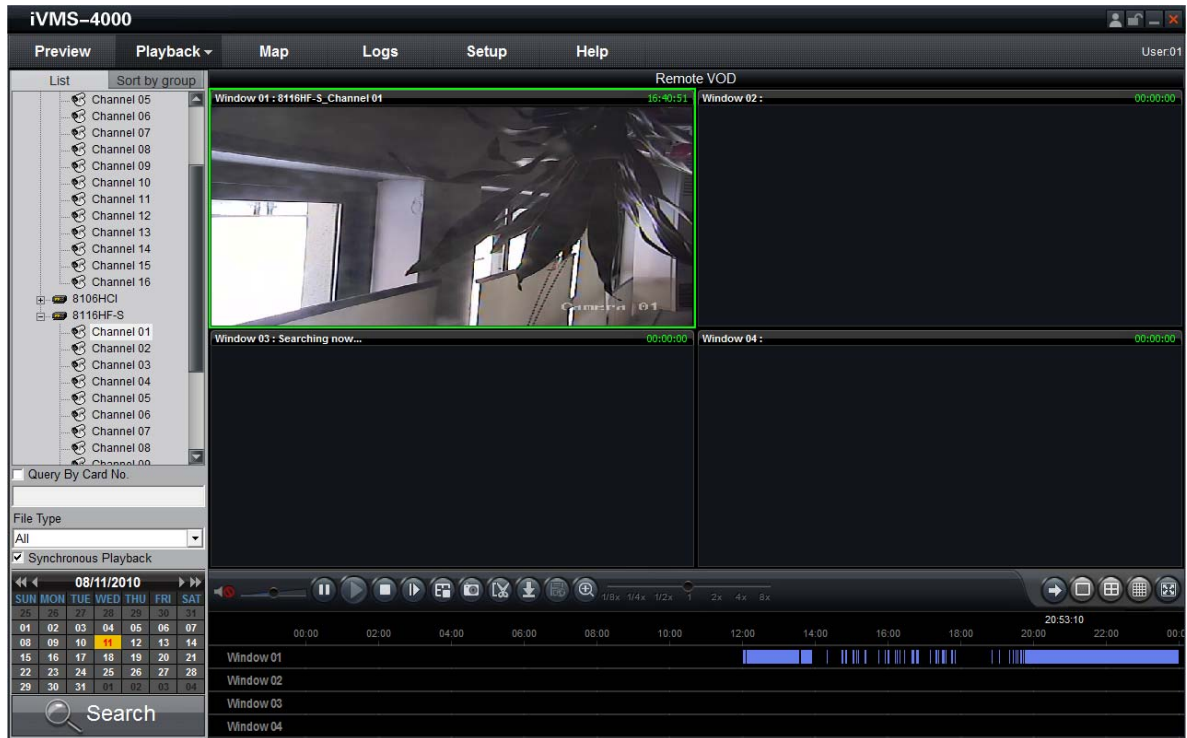 iVMS-4000
Preview Playback Map Logs Setup Help User:01
List Sort by group
Remote VOD
Channel 05
Channel 06
Channel 07
Channel 08
Channel 09
Channel 10
Channel 11
Channel 12
Channel 13
Channel 14
Channel 15
Channel 16
8106HCI
8116HF-S
Channel 01
Channel 02
Channel 03
Channel 04
Channel 05
Channel 06
Channel 07
Channel 08
Channel 09
Query By Card No.
File Type
All
Synchronous Playback
08/11/2010
SUN MON TUE WED THU FRI SAT
25 26 27 28 29 30 31
01 02 03 04 05 06 07
08 09 10 11 12 13 14
15 16 17 18 19 20 21
22 23 24 25 26 27 28
29 30 31 01 02 03 04
Search
Window 01 : 8116HF-S_Channel 01 16:40:51
Camera 01
Window 02 : 00:00:00
Window 03 : Searching now... 00:00:00
Window 04 : 00:00:00
1/8x 1/4x 1/2x 1 2x 4x 8x
20:53:10
00:00 02:00 04:00 06:00 08:00 10:00 12:00 14:00 16:00 18:00 20:00 22:00 00:0
Window 01
Window 02
Window 03
Window 04